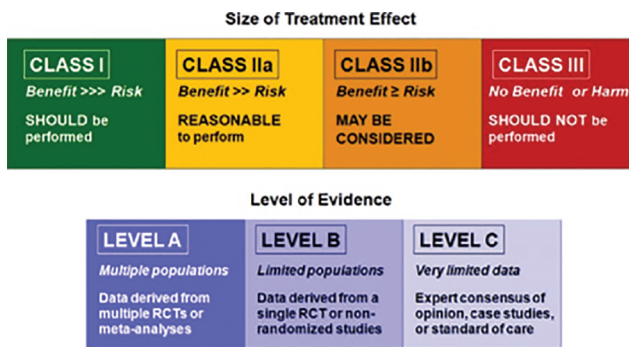 Size of Treatment Effect
CLASS I
Benefit >>> Risk
SHOULD be
performed
CLASS IIa
Benefit >> Risk
REASONABLE
to perform
CLASS IIb
Benefit ≥ Risk
MAY BE
CONSIDERED
CLASS III
No Benefit or Harm
SHOULD NOT be
performed
Level of Evidence
LEVEL A
Multiple populations
Data derived from
multiple RCTs or
meta-analyses
LEVEL B
Limited populations
Data derived from a
single RCT or non-
randomized studies
LEVEL C
Very limited data
Expert consensus of
opinion, case studies,
or standard of care